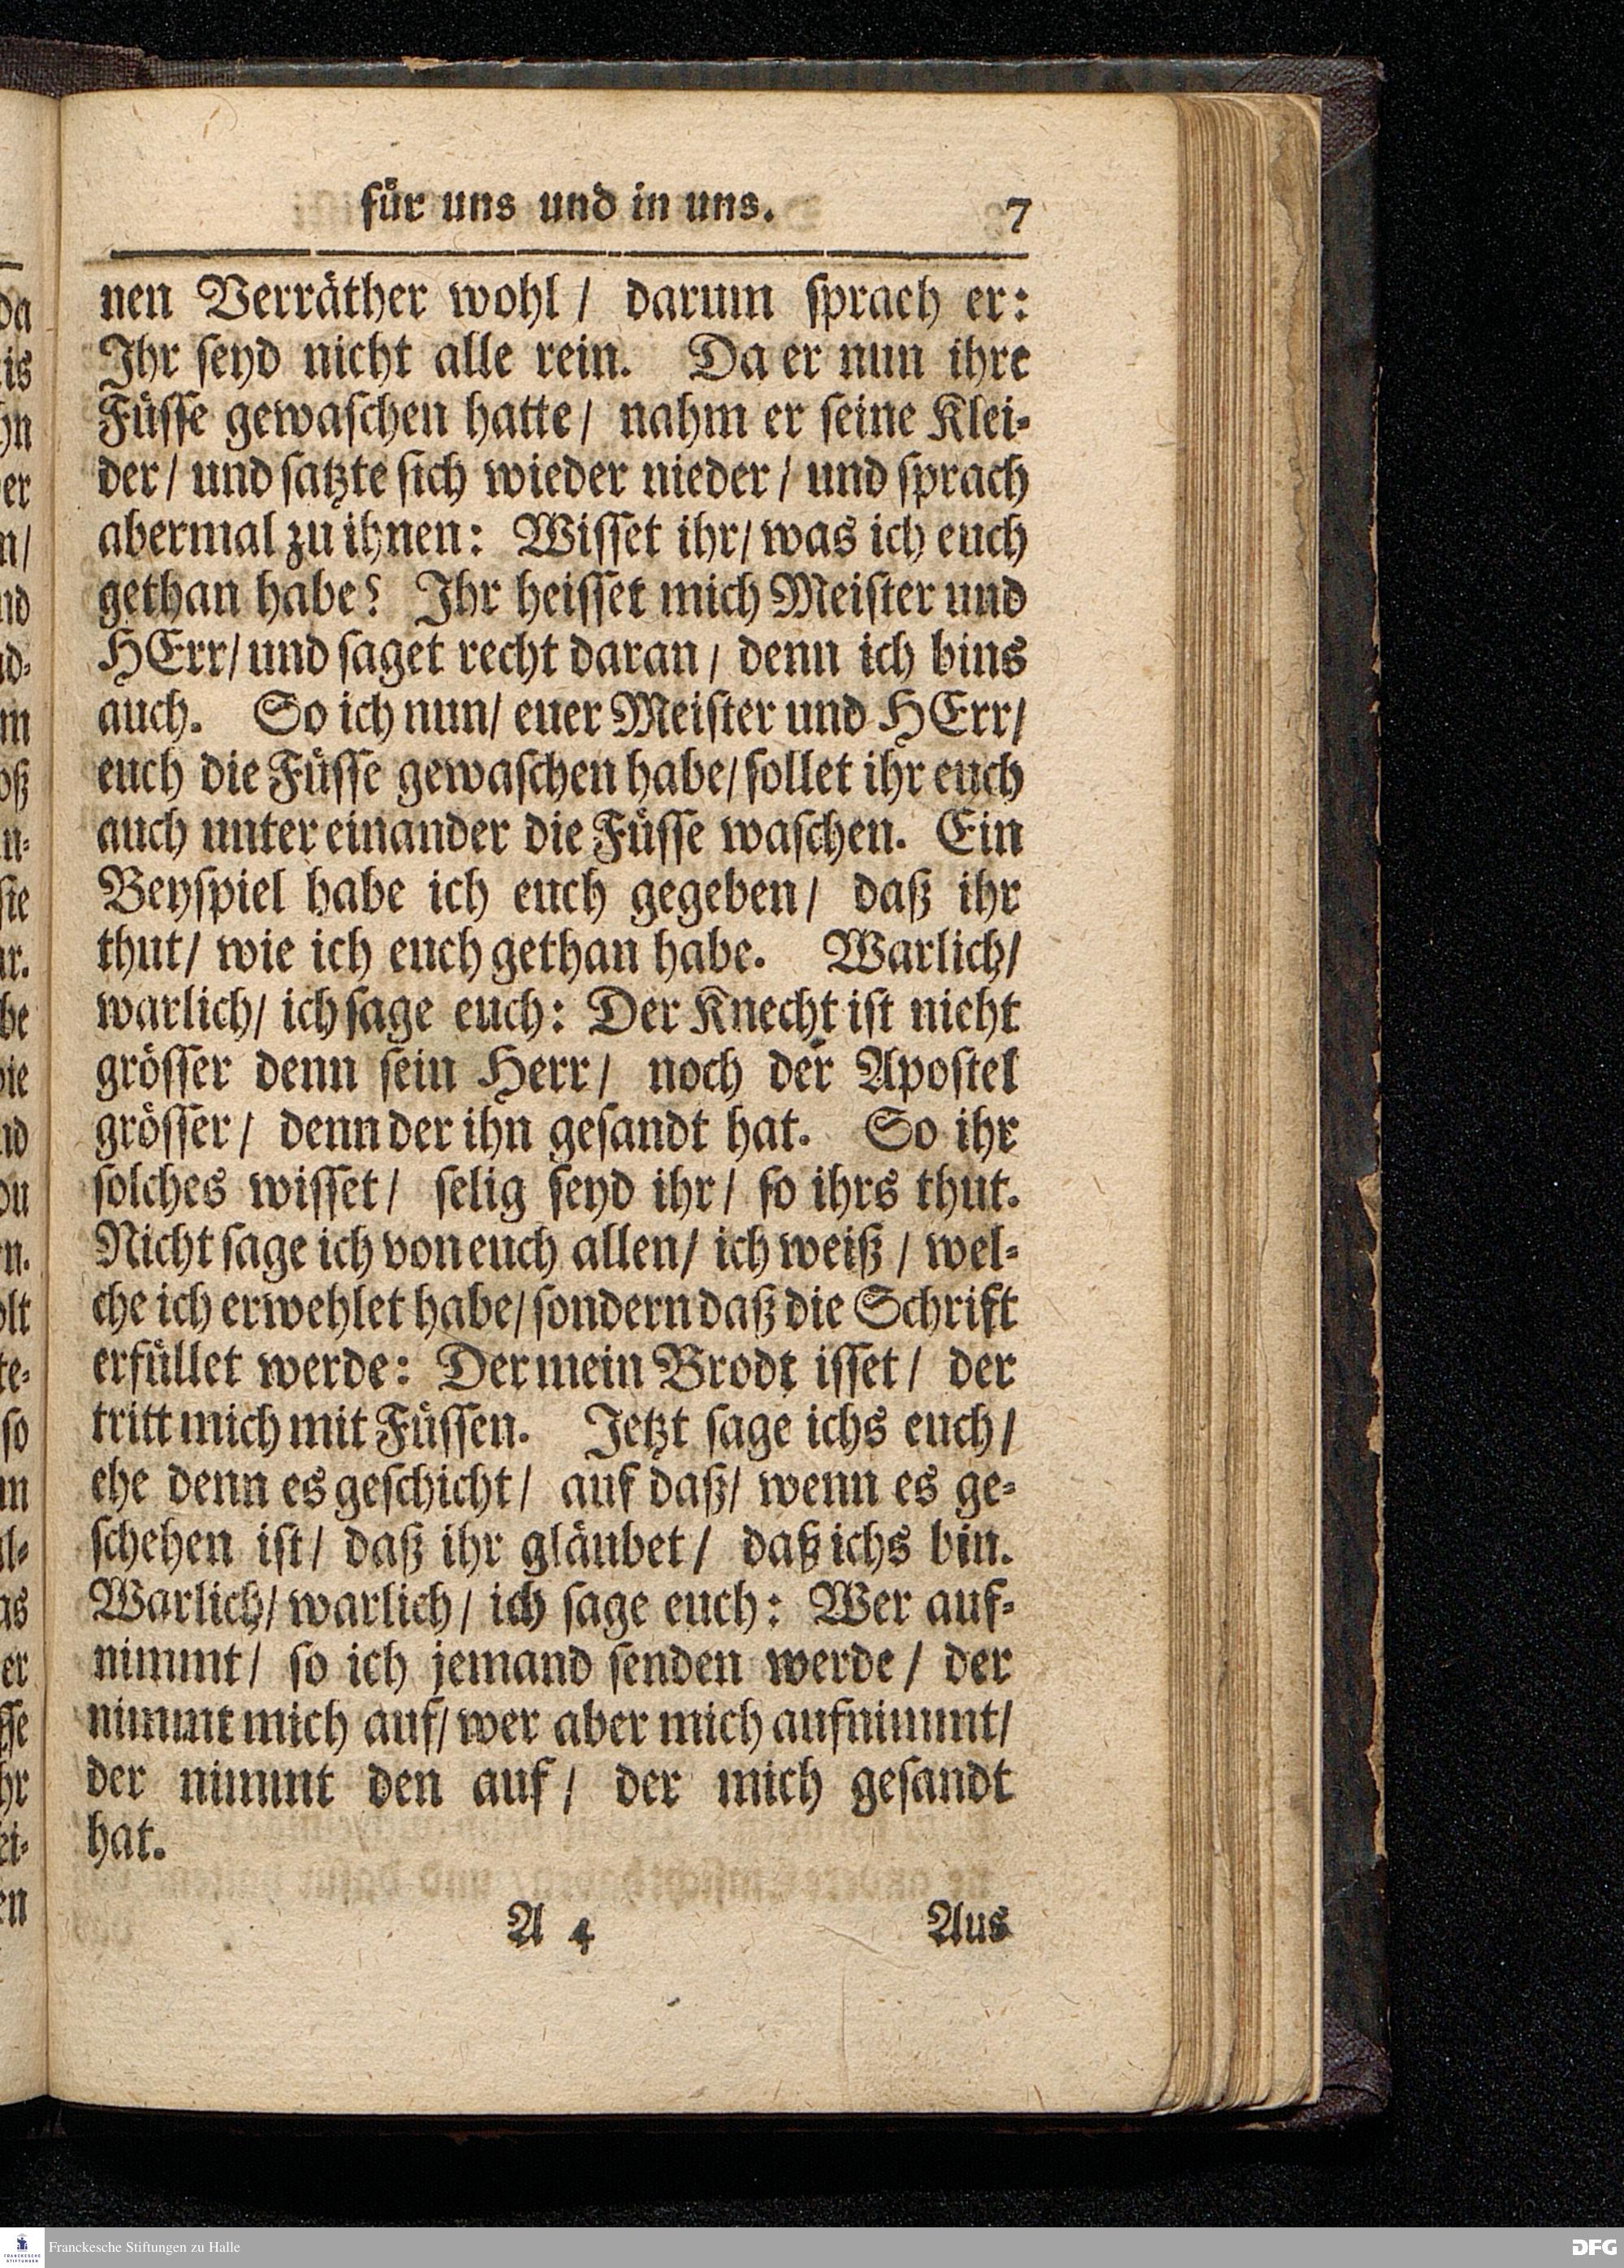 für uns und in uns. 7
nen Verräther wohl / darum ſprach er:
Ihr ſeyd nicht alle rein. Da er nun ihre
Füſſe gewaſchen hatte / nahm er ſeine Klei-
der / und ſatzte ſich wieder nieder / und ſprach
abermal zu ihnen: Wiſſet ihr / was ich euch
gethan habe? Ihr heiſſet mich Meiſter und
HErr / und ſaget recht daran / denn ich bins
auch. So ich nun / euer Meiſter und HErr /
euch die Füſſe gewaſchen habe / ſollet ihr euch
auch unter einander die Füſſe waſchen. Ein
Beyſpiel habe ich euch gegeben / daß ihr
thut / wie ich euch gethan habe. Warlich /
warlich / ich ſage euch: Der Knecht iſt nicht
gröſſer denn ſein Herr / noch der Apoſtel
gröſſer / denn der ihn geſandt hat. So ihr
ſolches wiſſet / ſelig ſeyd ihr / ſo ihrs thut.
Nicht ſage ich von euch allen / ich weiß / wel-
che ich erwehlet habe / ſondern daß die Schrift
erfüllet werde: Der mein Brodt iſſet / der
tritt mich mit Füſſen. Jetzt ſage ichs euch /
ehe denn es geſchicht / auf daß / wenn es ge-
ſchehen iſt / daß ihr gläubet / daß ichs bin.
Warlich / warlich / ich ſage euch: Wer auf-
nimmt / ſo ich jemand ſenden werde / der
nimmt mich auf / wer aber mich aufnimmt /
der nimmt den auf / der mich geſandt
hat.
A 4 Aus
FRANCKESCHE STIFTUNGEN
Franckesche Stiftungen zu Halle
DFG